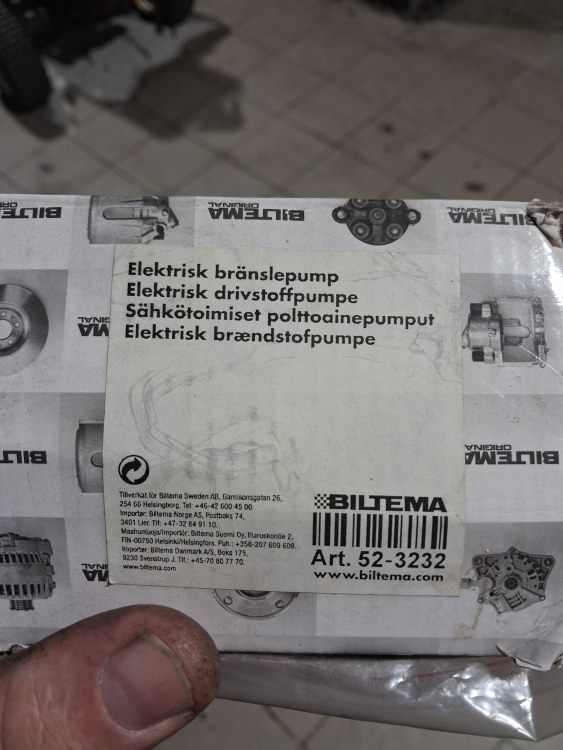 BILTEMA
ORIGINAL
BILTEMA
ORIGINAL
Elektrisk bränslepump
Elektrisk drivstoffpumpe
Sähkötoimiset polttoainepumput
Elektrisk brændstofpumpe
Tillverkat för Biltema Sweden AB, Garnisonsgatan 26,
254 66 Helsingborg. Tel: +46-42 600 45 00
Importør: Biltema Norge AS, Postboks 74,
3401 Lier. Tlf: +47-32 84 91 10.
Maahantuoja/Importör: Biltema Suomi Oy, Iltaruskontie 2,
FIN-00750 Helsinki/Helsingfors. Puh.: +358-207 609 609.
Importør: Biltema Danmark A/S, Boks 175,
9230 Svenstrup J. Tlf.: +45-70 80 77 70.
www.biltema.com
BILTEMA
Art. 52-3232
www.biltema.com
BILTEMA
ORIGINAL